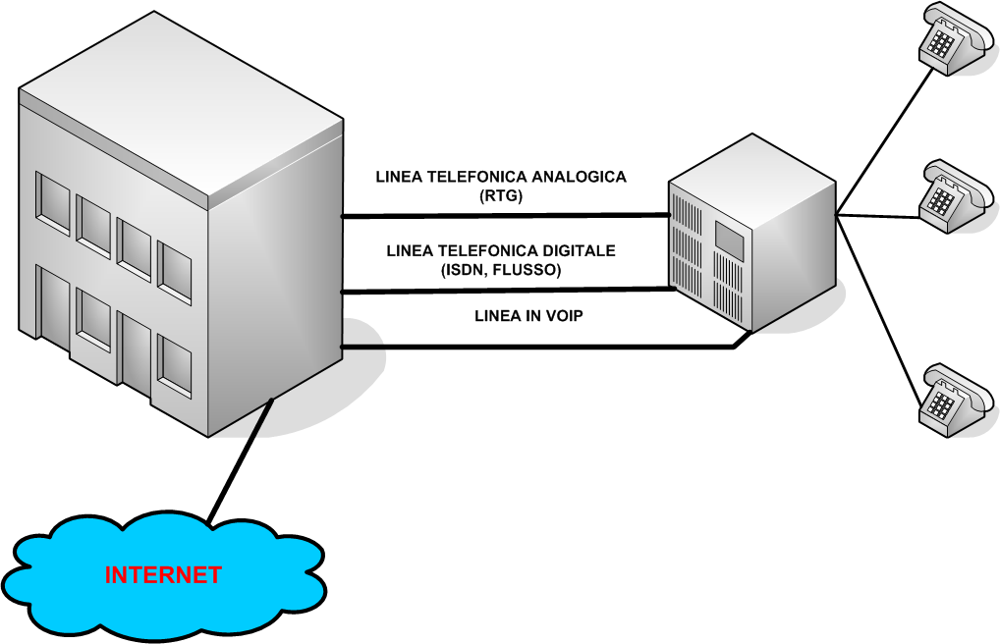 LINEA TELEFONICA ANALOGICA
(RTG)
LINEA TELEFONICA DIGITALE
(ISDN, FLUSSO)
LINEA IN VOIP
INTERNET